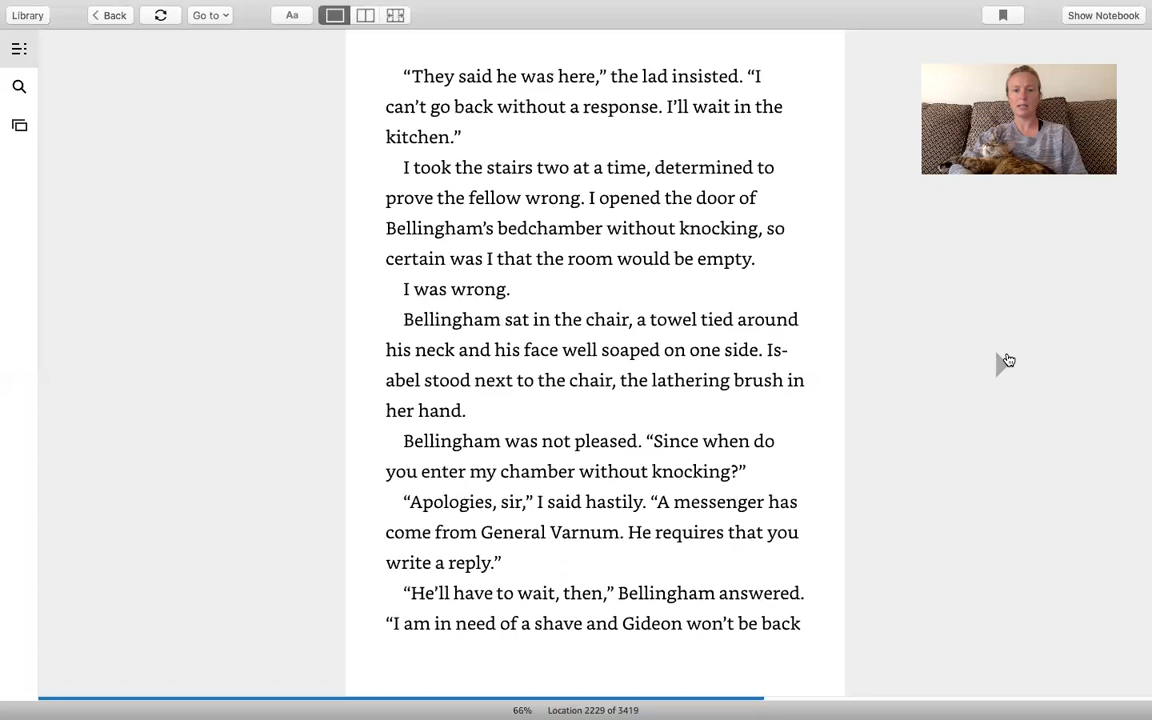 Library
Back
Go to
Aa
Show Notebook
“They said he was here,” the lad insisted. “I
can’t go back without a response. I’ll wait in the
kitchen.”
I took the stairs two at a time, determined to
prove the fellow wrong. I opened the door of
Bellingham’s bedchamber without knocking, so
certain was I that the room would be empty.
I was wrong.
Bellingham sat in the chair, a towel tied around
his neck and his face well soaped on one side. Is-
abel stood next to the chair, the lathering brush in
her hand.
Bellingham was not pleased. “Since when do
you enter my chamber without knocking?”
“Apologies, sir,” I said hastily. “A messenger has
come from General Varnum. He requires that you
write a reply.”
“He’ll have to wait, then,” Bellingham answered.
“I am in need of a shave and Gideon won’t be back
66% Location 2229 of 3419